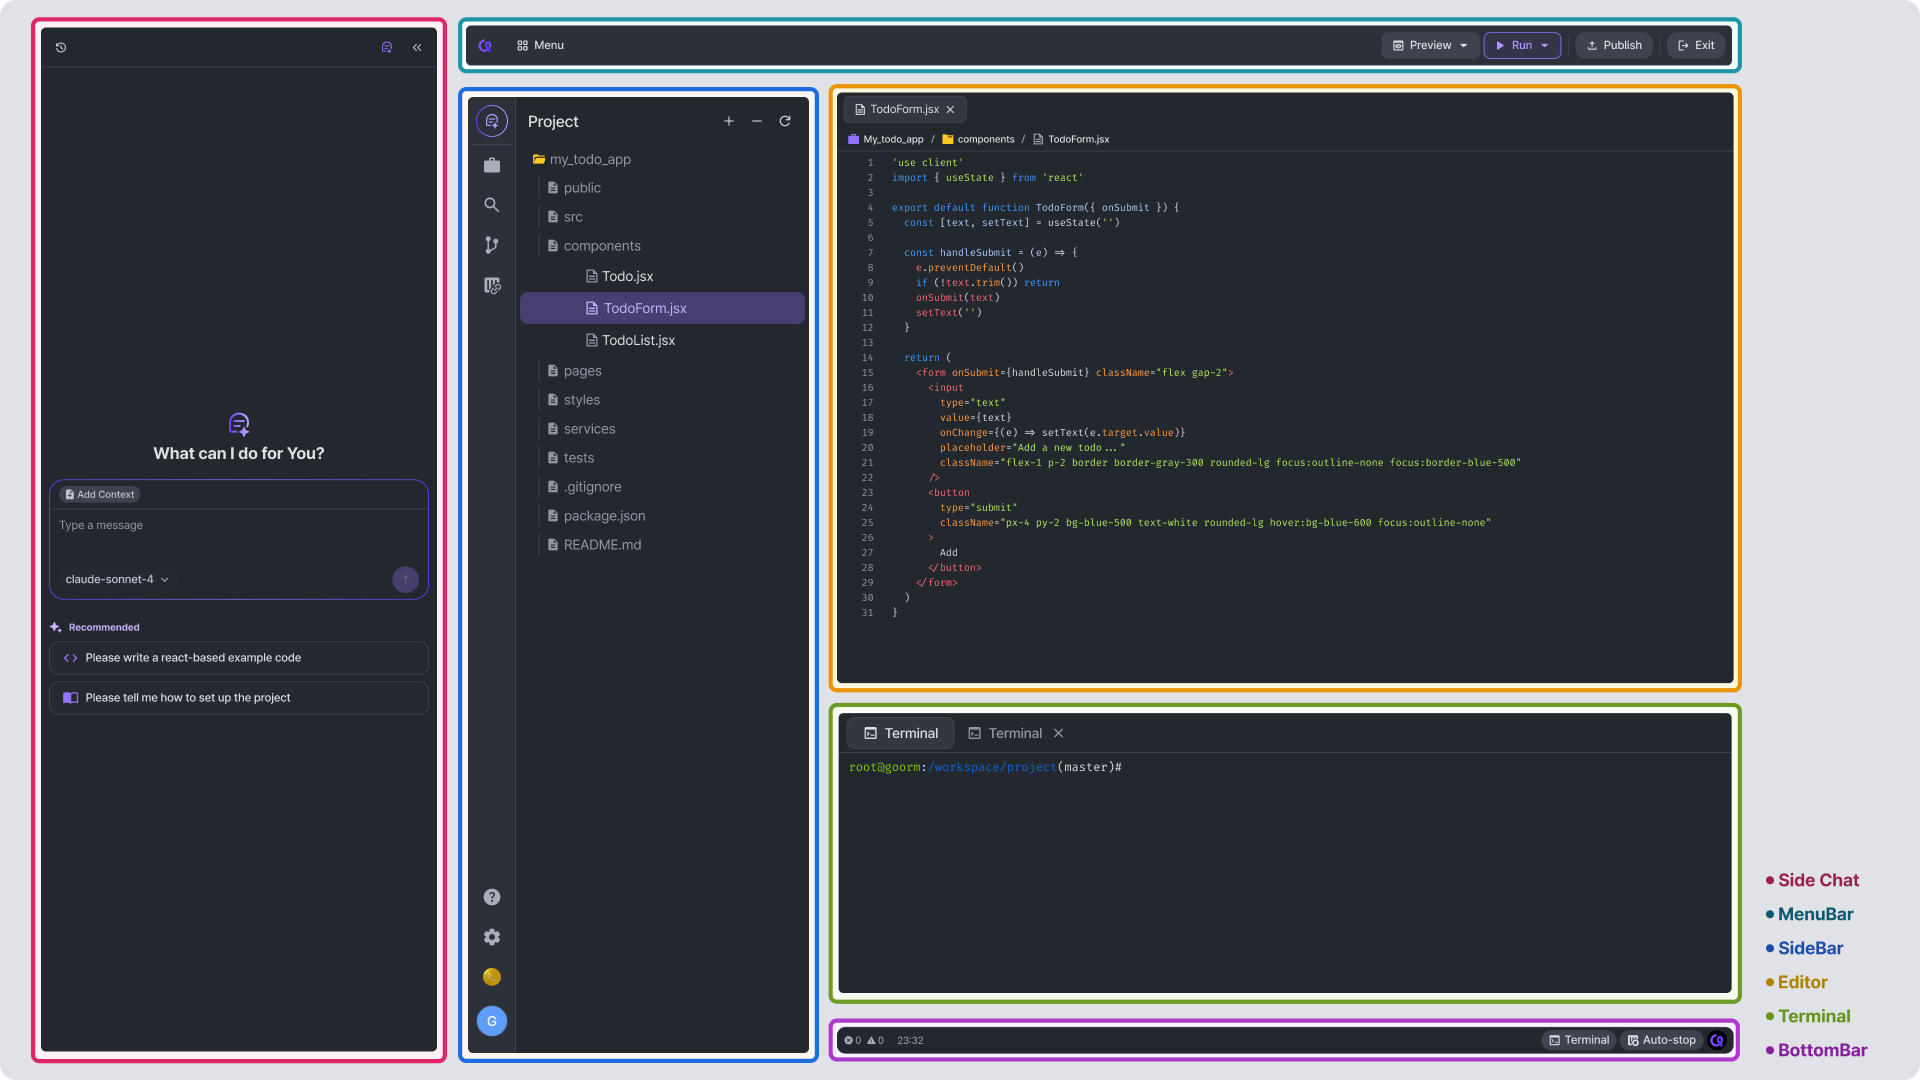 What can I do for You?
Add Context
Type a message
claude-sonnet-4
Recommended
Please write a react-based example code
Please tell me how to set up the project
Menu
Preview
Run
Publish
Exit
Project
my_todo_app
public
src
components
Todo.jsx
TodoForm.jsx
TodoList.jsx
pages
styles
services
tests
.gitignore
package.json
README.md
G
TodoForm.jsx
My_todo_app / components / TodoForm.jsx
1 'use client'
2 import { useState } from 'react'
3
4 export default function TodoForm({ onSubmit }) {
5 const [text, setText] = useState('')
6
7 const handleSubmit = (e) => {
8 e.preventDefault()
9 if (!text.trim()) return
10 onSubmit(text)
11 setText('')
12 }
13
14 return (
15 <form onSubmit={handleSubmit} className="flex gap-2">
16 <input
17 type="text"
18 value={text}
19 onChange={(e) => setText(e.target.value)}
20 placeholder="Add a new todo..."
21 className="flex-1 p-2 border border-gray-300 rounded-lg focus:outline-none focus:border-blue-500"
22 />
23 <button
24 type="submit"
25 className="px-4 py-2 bg-blue-500 text-white rounded-lg hover:bg-blue-600 focus:outline-none"
26 >
27 Add
28 </button>
29 </form>
30 )
31 }
Terminal
Terminal
root@goorm:/workspace/project(master)#
0 0 23:32
Terminal
Auto-stop
Side Chat
MenuBar
SideBar
Editor
Terminal
BottomBar